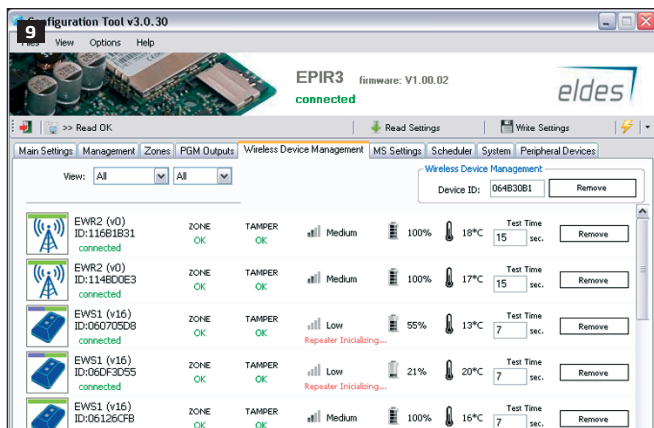 9
Configuration Tool v3.0.30
Files View Options Help
EPIR3 firmware: V1.00.02
connected
eldes
>> Read OK Read Settings Write Settings
Main Settings Management Zones PGM Outputs Wireless Device Management MS Settings Scheduler System Peripheral Devices
View: All All
Wireless Device Management
Device ID: 064B30B1 Remove
EWR2 (v0)
ID:116B1B31
connected
ZONE
OK
TAMPER
OK
Medium 100% 18°C
Test Time
15 sec.
Remove
EWR2 (v0)
ID:114BD0E3
connected
ZONE
OK
TAMPER
OK
Medium 100% 17°C
Test Time
15 sec.
Remove
EWS1 (v16)
ID:060705D8
connected
ZONE
OK
TAMPER
OK
Low 55% 13°C
Repeater Inicializing...
Test Time
7 sec.
Remove
EWS1 (v16)
ID:06DF3D55
connected
ZONE
OK
TAMPER
OK
Low 21% 20°C
Repeater Inicializing...
Test Time
7 sec.
Remove
EWS1 (v16)
ID:06126CFB
ZONE
OK
TAMPER
OK
Medium 100% 16°C
Test Time
7 sec.
Remove